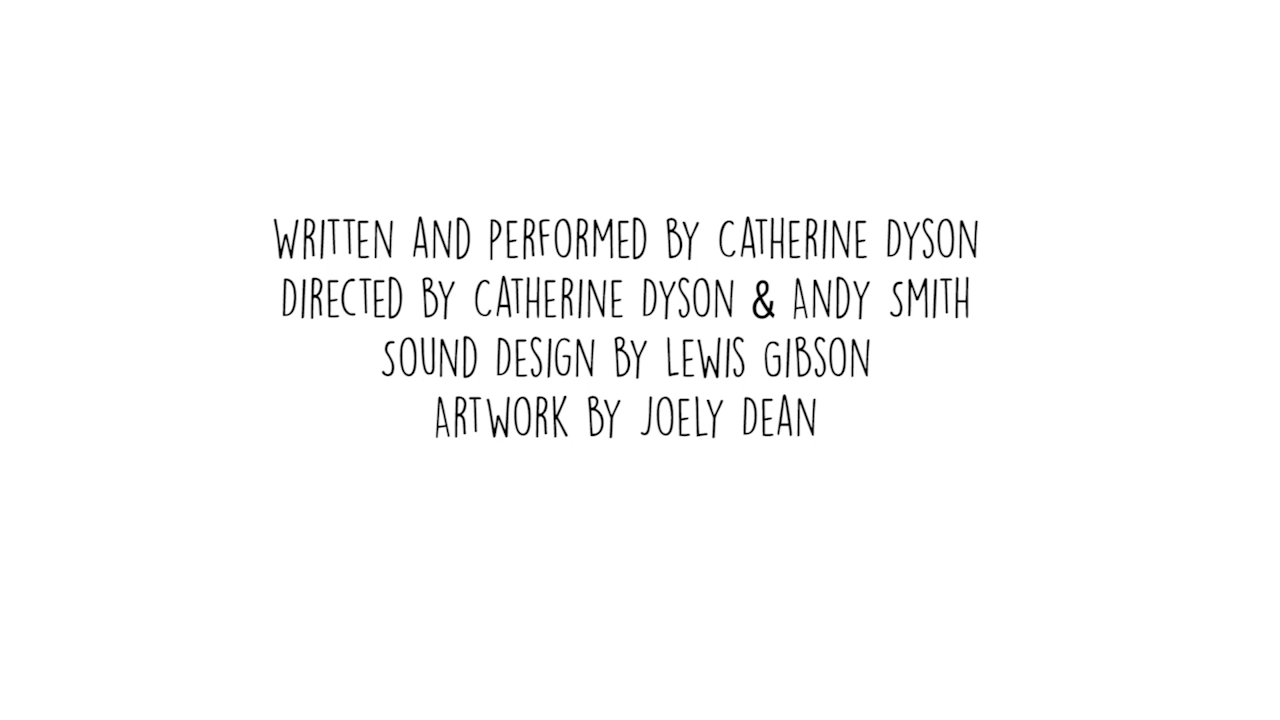 WRITTEN AND PERFORMED BY CATHERINE DYSON
DIRECTED BY CATHERINE DYSON & ANDY SMITH
SOUND DESIGN BY LEWIS GIBSON
ARTWORK BY JOELY DEAN